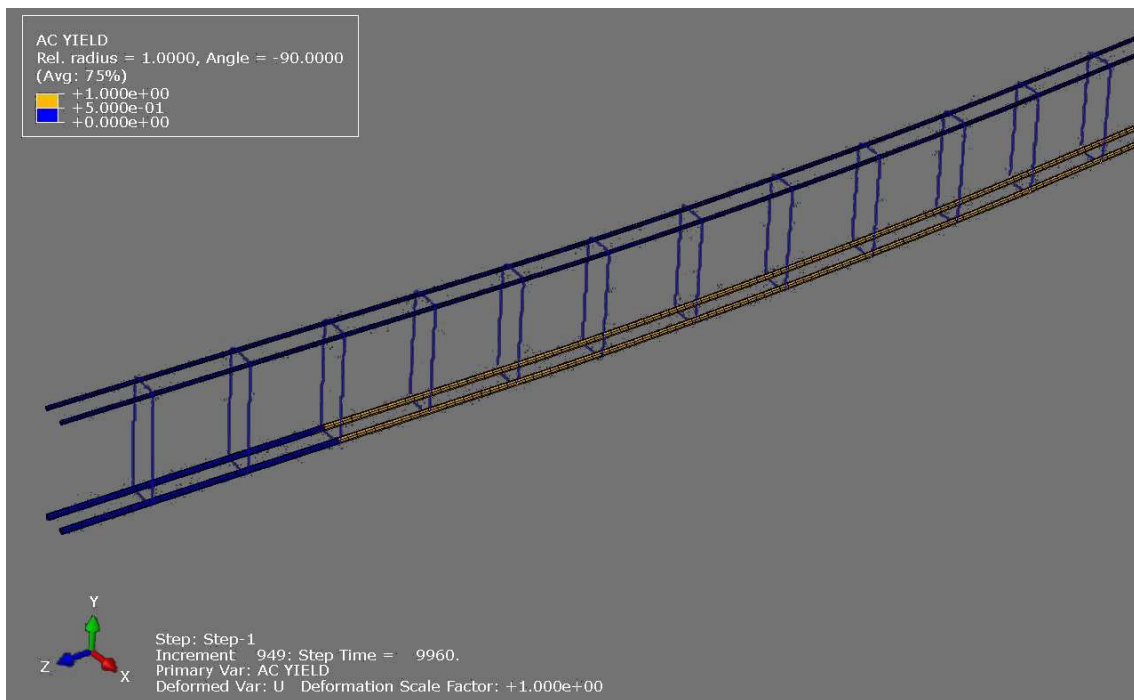 AC YIELD
Rel. radius = 1.0000, Angle = -90.0000
(Avg: 75%)
+1.000e+00
+5.000e-01
+0.000e+00
Y
Z
X
Step: Step-1
Increment 949: Step Time = 9960.
Primary Var: AC YIELD
Deformed Var: U Deformation Scale Factor: +1.000e+00